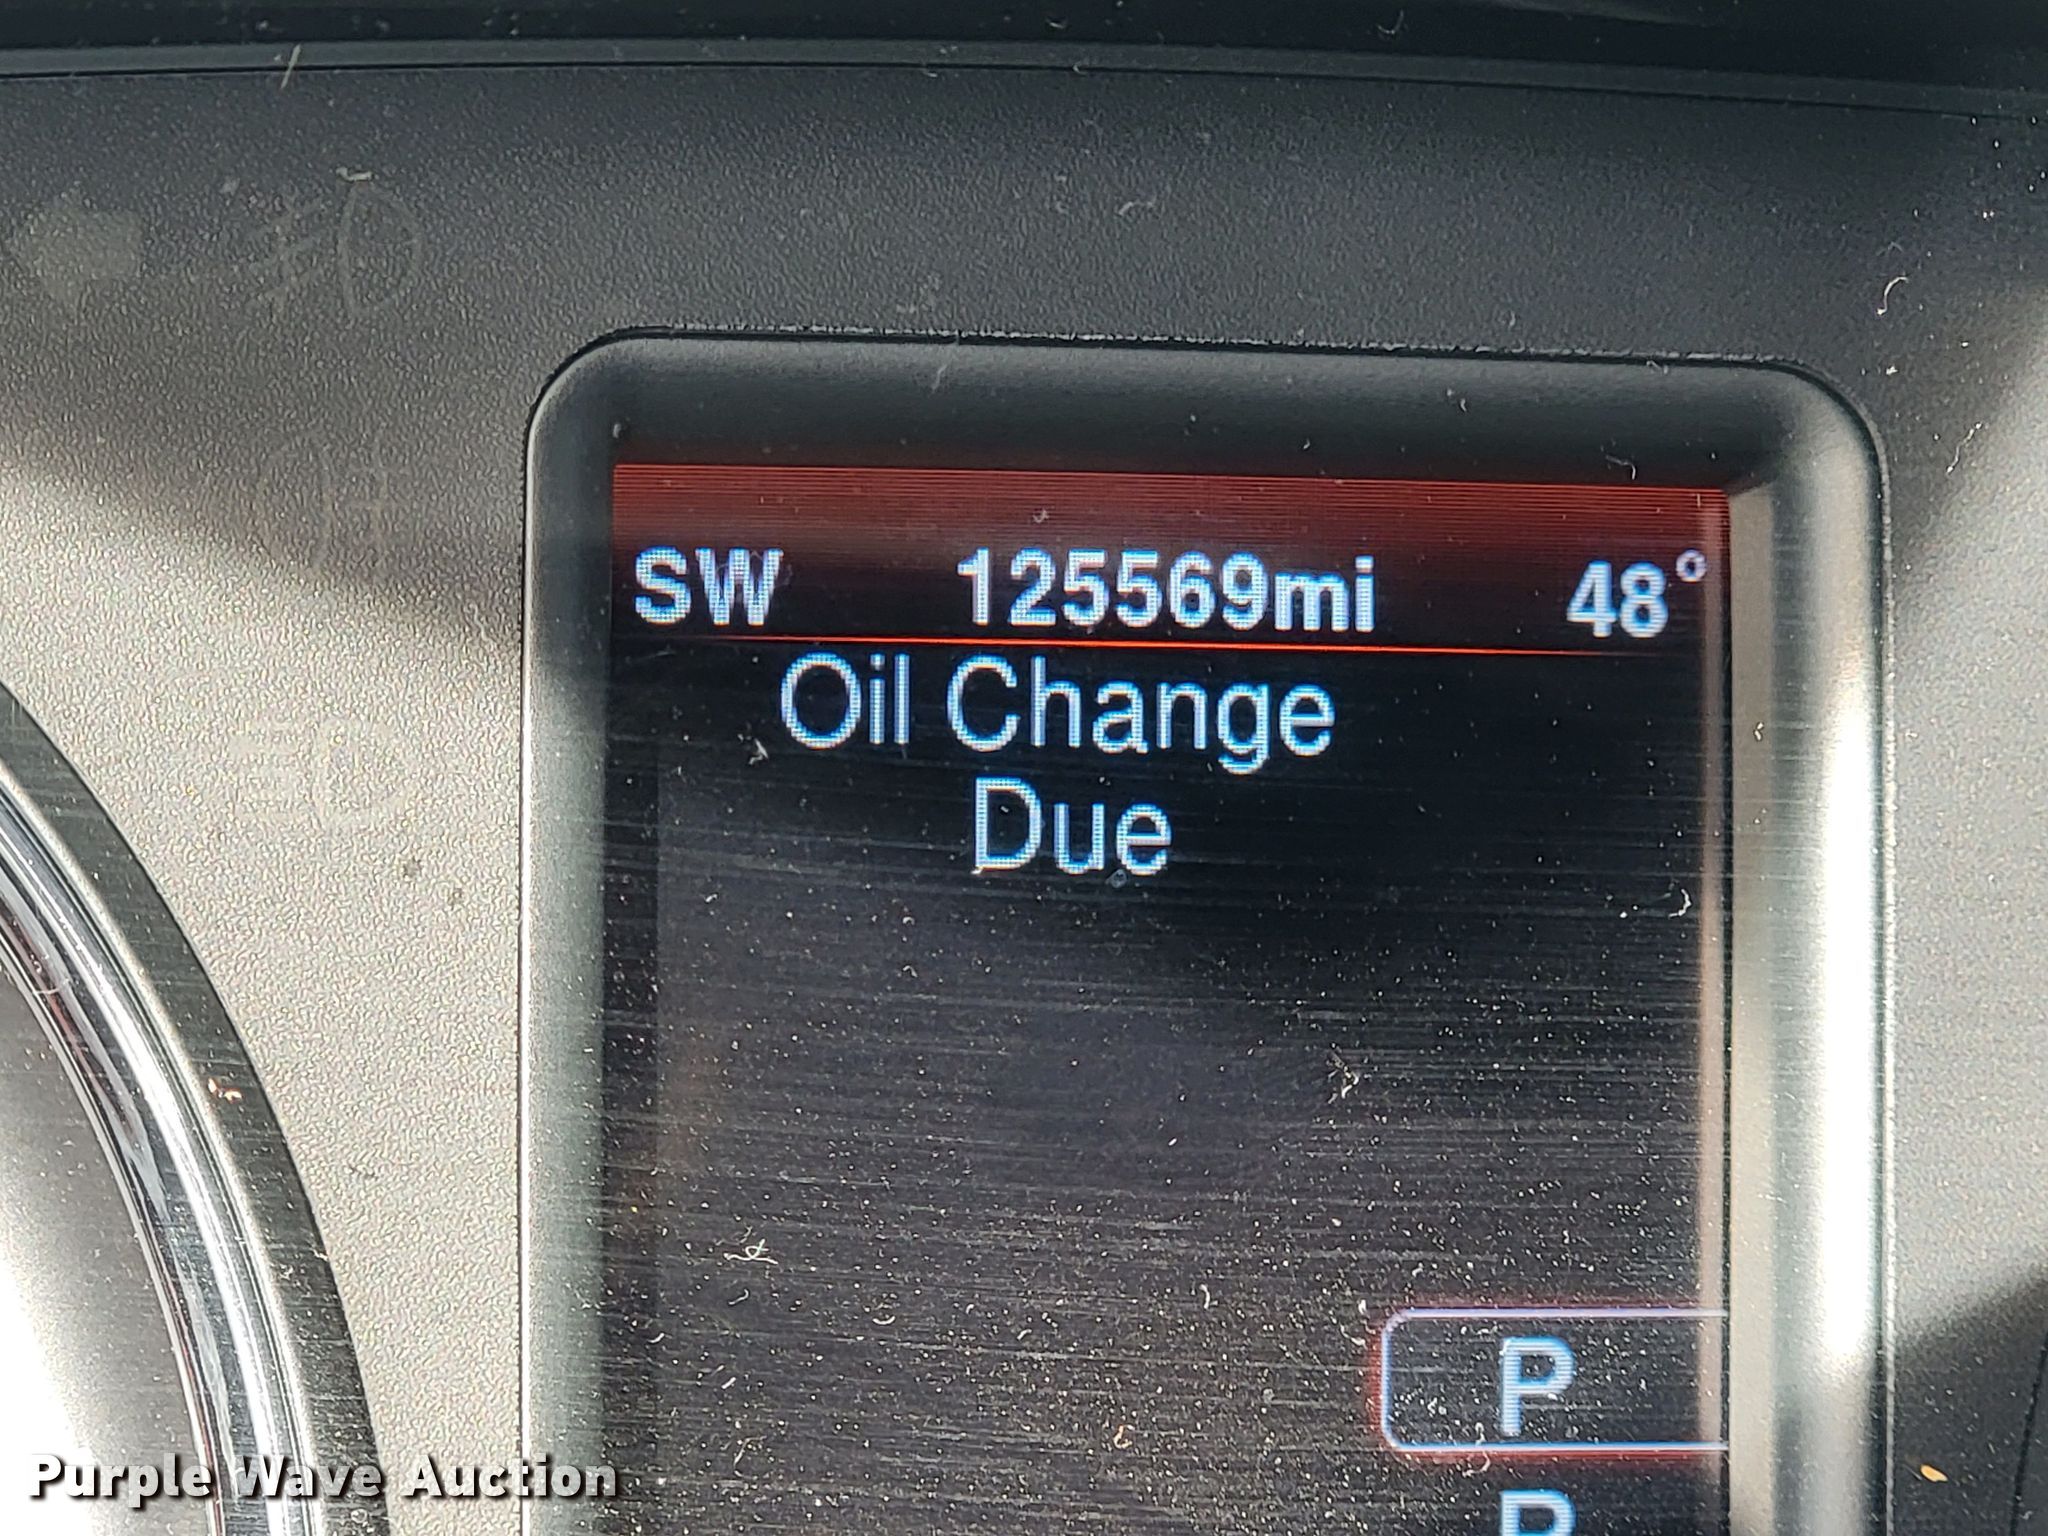 SW 125569mi 48°
Oil Change
Due
P
Purple Wave Auction